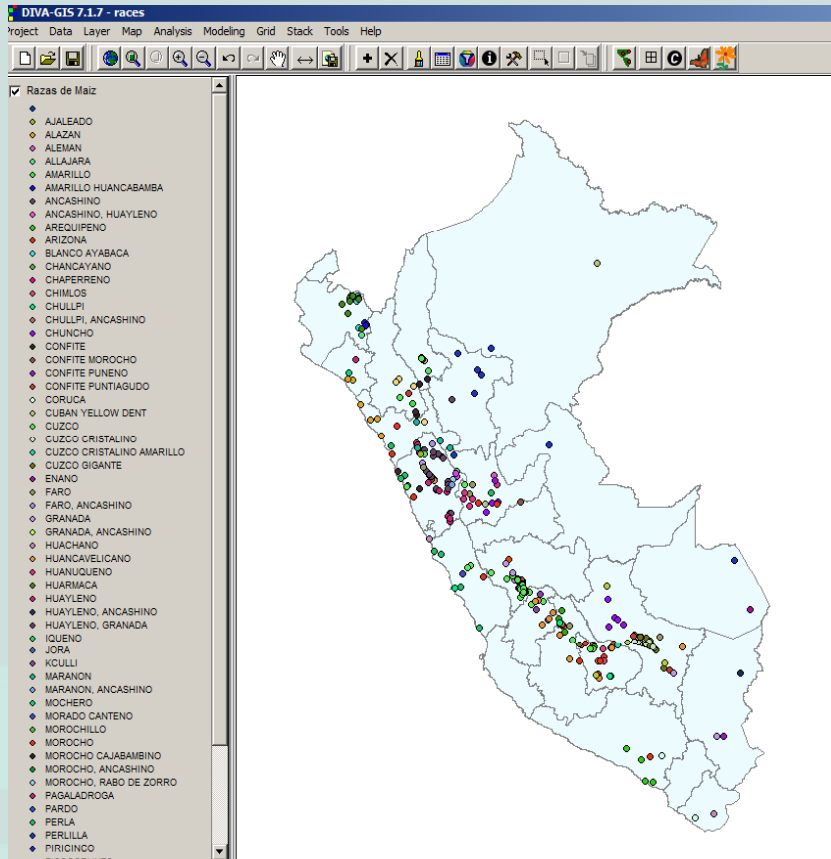 DIVA-GIS 7.1.7 - races
Project Data Layer Map Analysis Modeling Grid Stack Tools Help
Razas de Maiz
AJALEADO
ALAZAN
ALEMAN
ALLAJARA
AMARILLO
AMARILLO HUANCABAMBA
ANCASHINO
ANCASHINO, HUAYLENO
AREQUIPENO
ARIZONA
BLANCO AYABACA
CHANCAYANO
CHAPERRENO
CHIMLOS
CHULLPI
CHULLPI, ANCASHINO
CHUNCHO
CONFITE
CONFITE MOROCHO
CONFITE PUNENO
CONFITE PUNTIAGUDO
CORUCA
CUBAN YELLOW DENT
CUZCO
CUZCO CRISTALINO
CUZCO CRISTALINO AMARILLO
CUZCO GIGANTE
ENANO
FARO
FARO, ANCASHINO
GRANADA
GRANADA, ANCASHINO
HUACHANO
HUANCAVELICANO
HUANUQUENO
HUARMACA
HUAYLENO
HUAYLENO, ANCASHINO
HUAYLENO, GRANADA
IQUENO
JORA
KCULLI
MARANON
MARANON, ANCASHINO
MOCHERO
MORADO CANTENO
MOROCHILLO
MOROCHO
MOROCHO CAJABAMBINO
MOROCHO, ANCASHINO
MOROCHO, RABO DE ZORRO
PAGALADROGA
PARDO
PERLA
PERLILLA
PIRICINCO